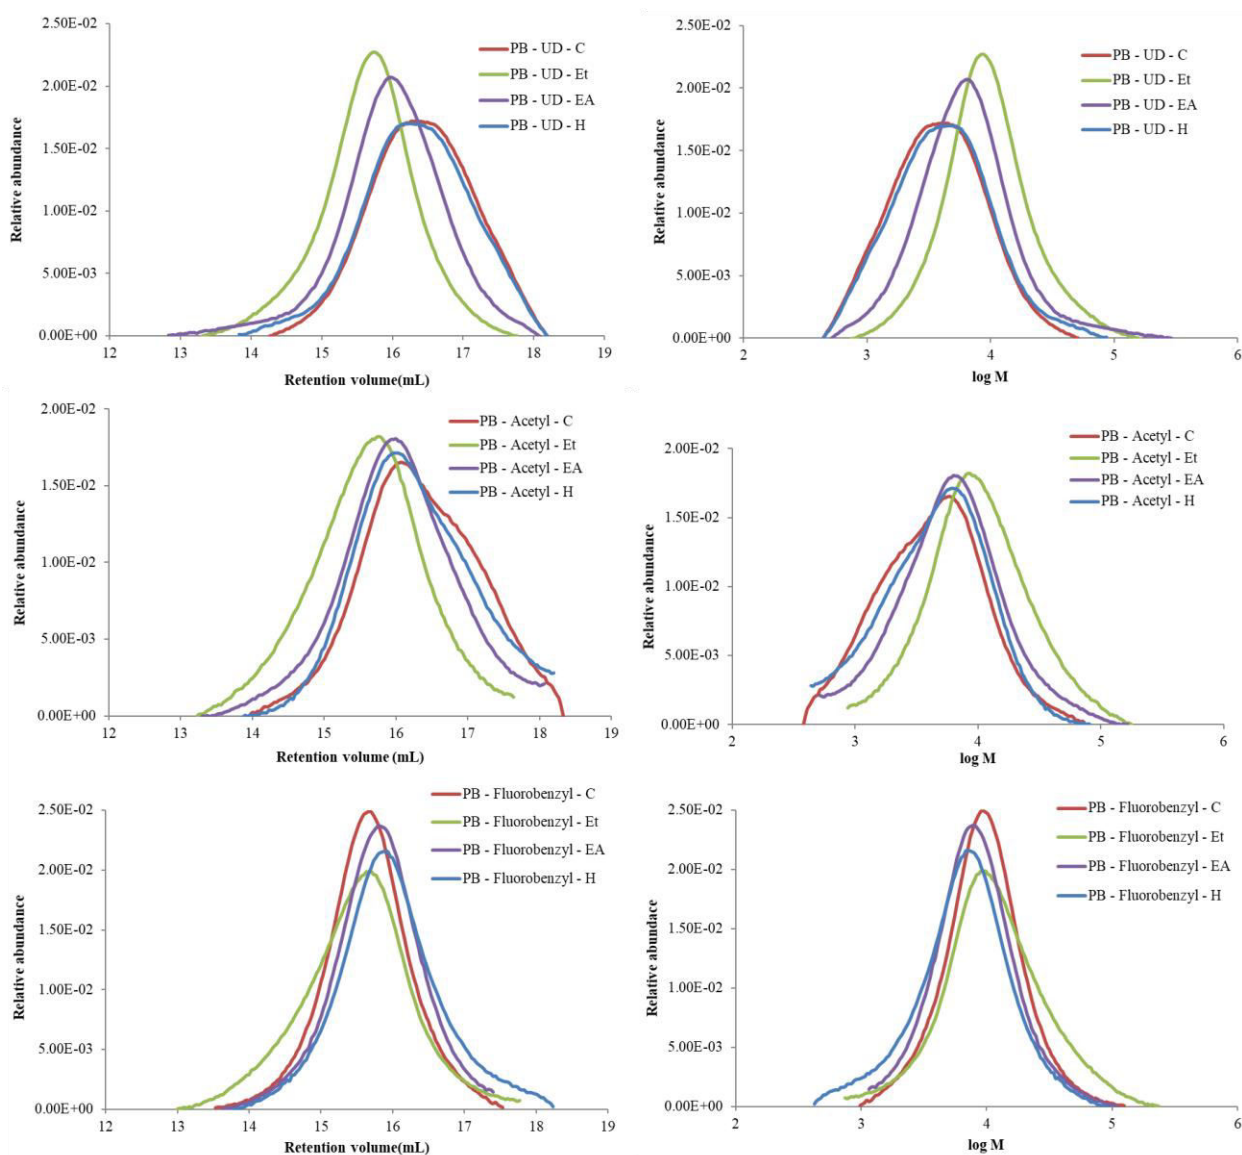 2.50E-02
2.00E-02
1.50E-02
1.00E-02
5.00E-03
0.00E+00
Relative abundance
12 13 14 15 16 17 18 19
Retention volume(mL)
PB - UD - C
PB - UD - Et
PB - UD - EA
PB - UD - H
2.50E-02
2.00E-02
1.50E-02
1.00E-02
5.00E-03
0.00E+00
Relative abundance
2 3 4 5 6
log M
PB - UD - C
PB - UD - Et
PB - UD - EA
PB - UD - H
2.00E-02
1.50E-02
1.00E-02
5.00E-03
0.00E+00
Relative abundance
12 13 14 15 16 17 18 19
Retention volume (mL)
PB - Acetyl - C
PB - Acetyl - Et
PB - Acetyl - EA
PB - Acetyl - H
2.00E-02
1.50E-02
1.00E-02
5.00E-03
0.00E+00
Relative abundance
2 3 4 5 6
log M
PB - Acetyl - C
PB - Acetyl - Et
PB - Acetyl - EA
PB - Acetyl - H
2.50E-02
2.00E-02
1.50E-02
1.00E-02
5.00E-03
0.00E+00
Relative abundance
12 13 14 15 16 17 18 19
Retention volume(mL)
PB - Fluorobenzyl - C
PB - Fluorobenzyl - Et
PB - Fluorobenzyl - EA
PB - Fluorobenzyl - H
2.50E-02
2.00E-02
1.50E-02
1.00E-02
5.00E-03
0.00E+00
Relative abundace
2 3 4 5 6
log M
PB - Fluorobenzyl - C
PB - Fluorobenzyl - Et
PB - Fluorobenzyl - EA
PB - Fluorobenzyl - H